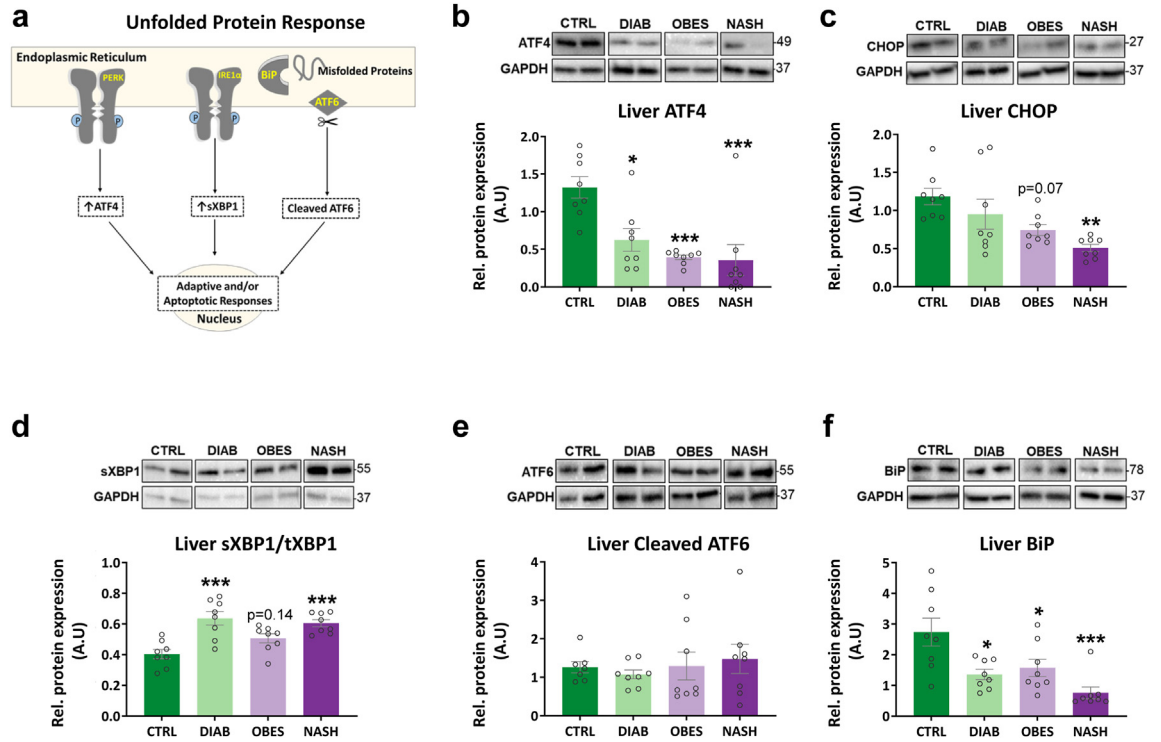 a
Unfolded Protein Response
Endoplasmic Reticulum
PERK
IRE1α
BiP
Misfolded Proteins
ATF6
P
P
P
P
↑ATF4
↑sXBP1
Cleaved ATF6
Adaptive and/or
Aptoptotic Responses
Nucleus
b
CTRL DIAB OBES NASH
ATF4 -49
GAPDH -37
Liver ATF4
Rel. protein expression
(A.U)
2.0
1.5
1.0
0.5
0.0
* *** ***
CTRL DIAB OBES NASH
c
CTRL DIAB OBES NASH
CHOP -27
GAPDH -37
Liver CHOP
Rel. protein expression
(A.U)
2.0
1.5
1.0
0.5
0.0
p=0.07 **
CTRL DIAB OBES NASH
d
CTRL DIAB OBES NASH
sXBP1 -55
GAPDH -37
Liver sXBP1/tXBP1
Rel. protein expression
(A.U)
1.0
0.8
0.6
0.4
0.2
0.0
*** p=0.14 ***
CTRL DIAB OBES NASH
e
CTRL DIAB OBES NASH
ATF6 -55
GAPDH -37
Liver Cleaved ATF6
Rel. protein expression
(A.U)
4
3
2
1
0
CTRL DIAB OBES NASH
f
CTRL DIAB OBES NASH
BiP -78
GAPDH -37
Liver BiP
Rel. protein expression
(A.U)
5
4
3
2
1
0
* * ***
CTRL DIAB OBES NASH